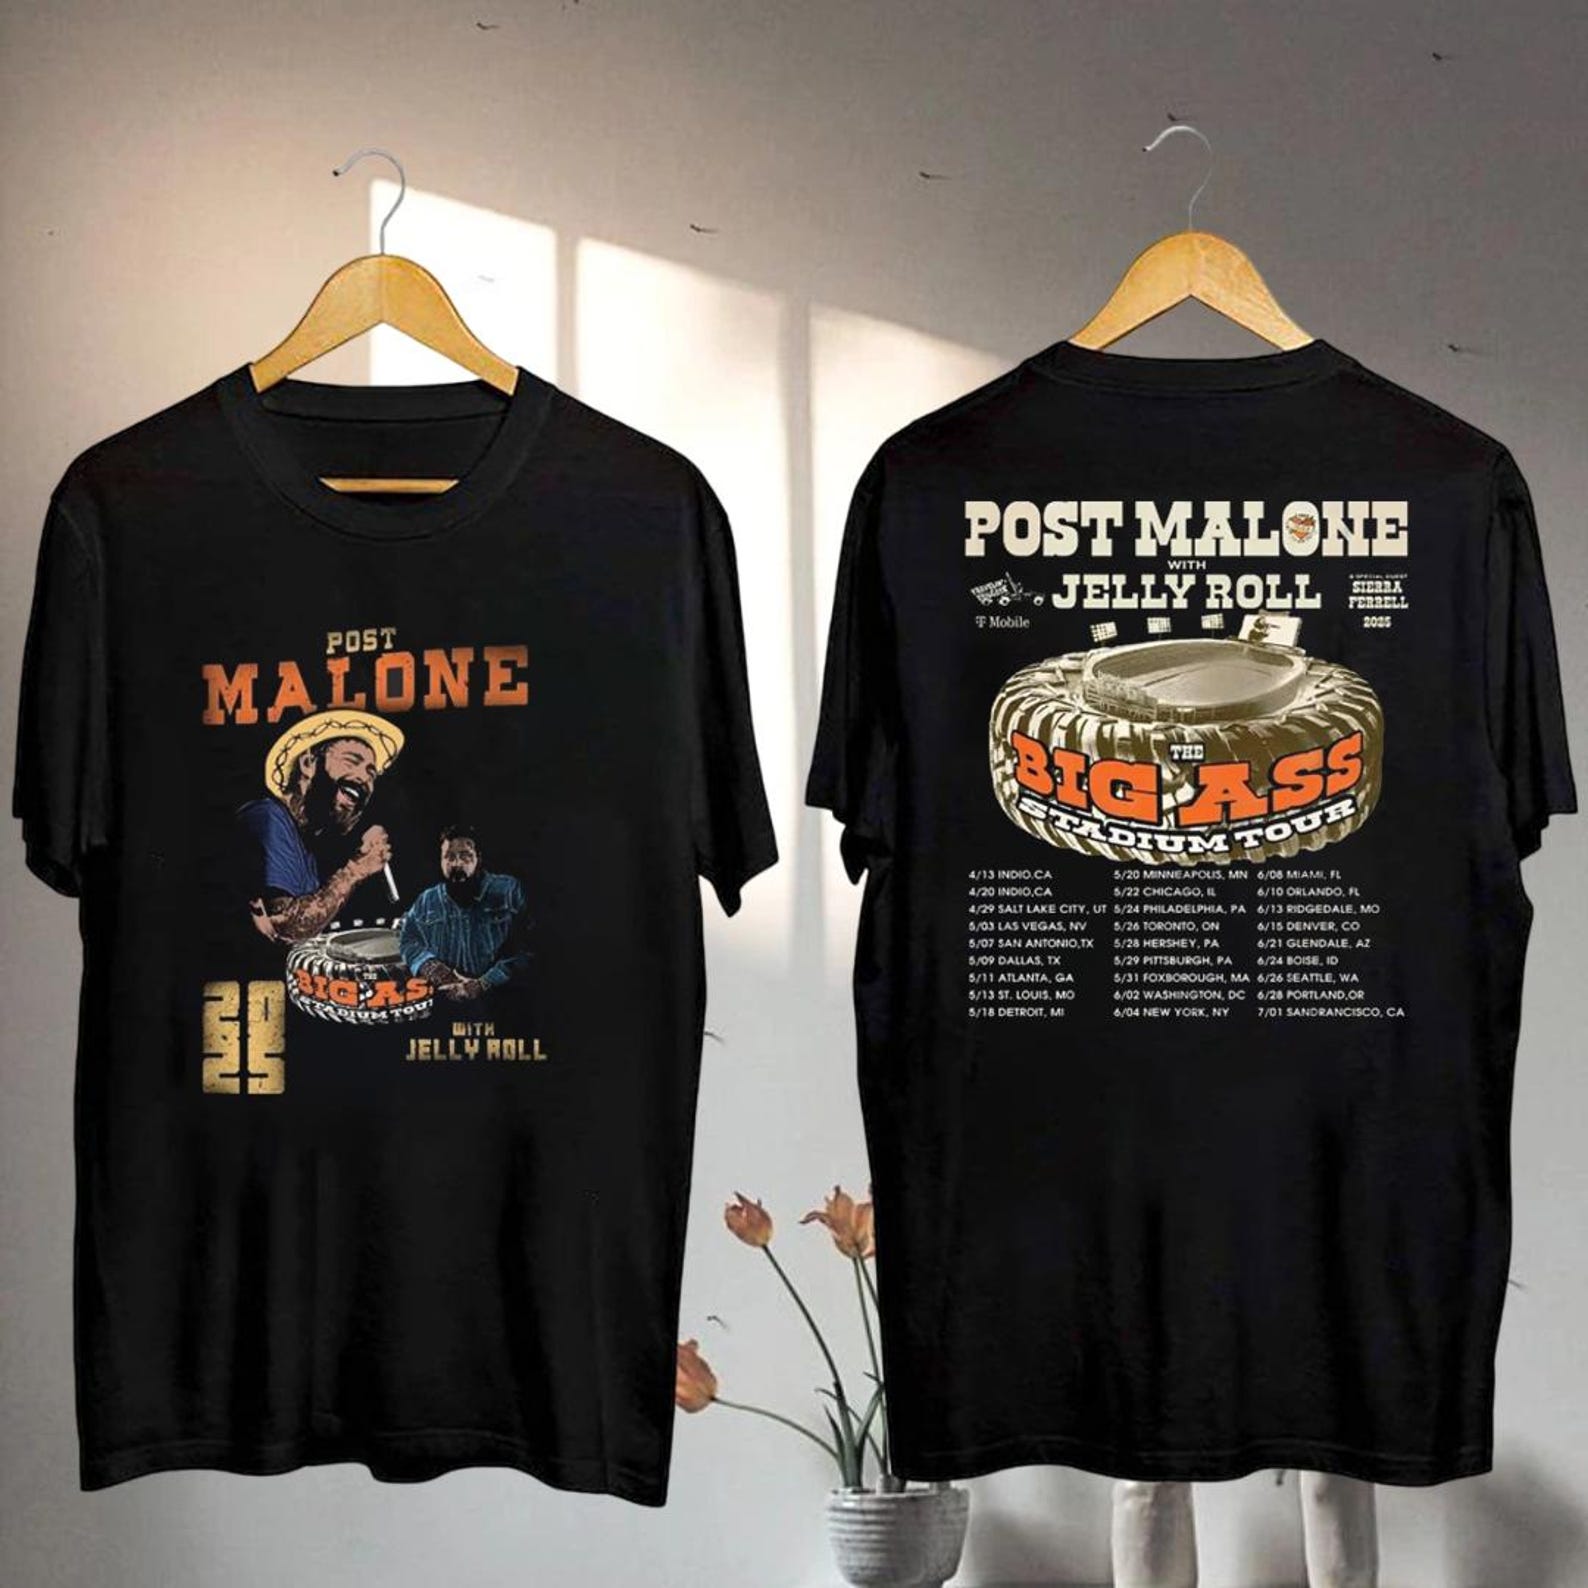 POST
MALONE
THE
BIG AS
STADIUM TOUR
2025
WITH
JELLY ROLL
POST MALONE
WITH
JELLY ROLL
& SPECIAL GUEST
SIERRA
FERRELL
2025
T Mobile
THE
BIG ASS
STADIUM TOUR
4/13 INDIO.CA
4/20 INDIO,CA
4/29 SALT LAKE CITY, UT
5/03 LAS VEGAS, NV
5/07 SAN ANTONIO,TX
5/09 DALLAS, TX
5/11 ATLANTA, GA
5/13 ST. LOUIS, MO
5/18 DETROIT, MI
5/20 MINNEAPOLIS, MN
5/22 CHICAGO, IL
5/24 PHILADELPHIA, PA
5/26 TORONTO, ON
5/28 HERSHEY, PA
5/29 PITTSBURGH, PA
5/31 FOXBOROUGH, MA
6/02 WASHINGTON, DC
6/04 NEW YORK, NY
6/08 MIAMI, FL
6/10 ORLANDO, FL
6/13 RIDGEDALE, MO
6/15 DENVER, CO
6/21 GLENDALE, AZ
6/24 BOISE, ID
6/26 SEATTLE, WA
6/28 PORTLAND,OR
7/01 SANDRANCISCO, CA